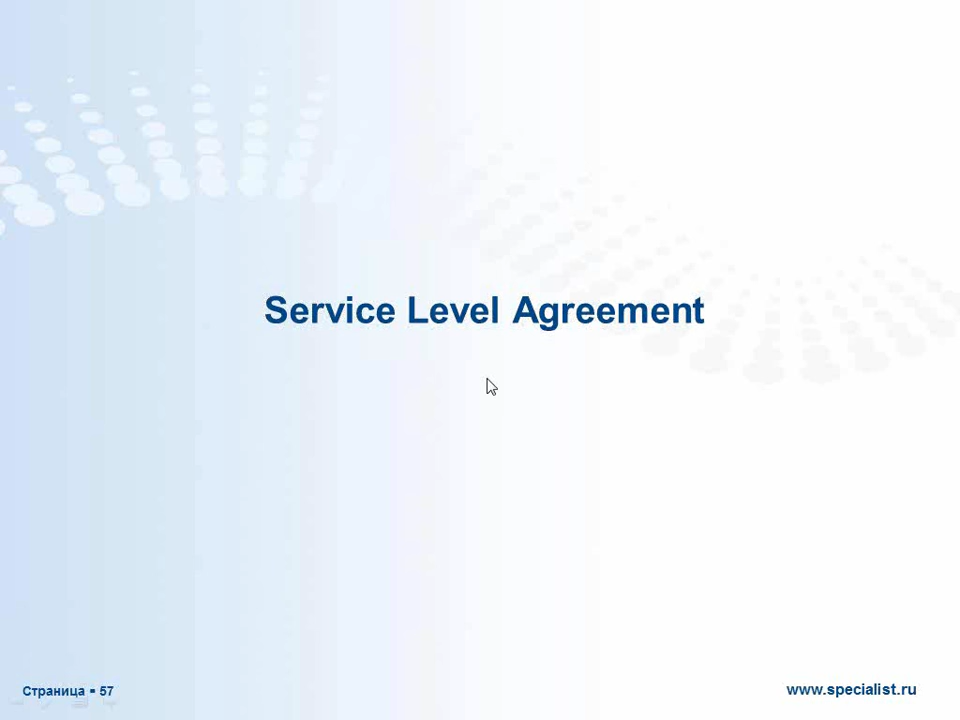 Service Level Agreement
Страница ▪ 57
www.specialist.ru